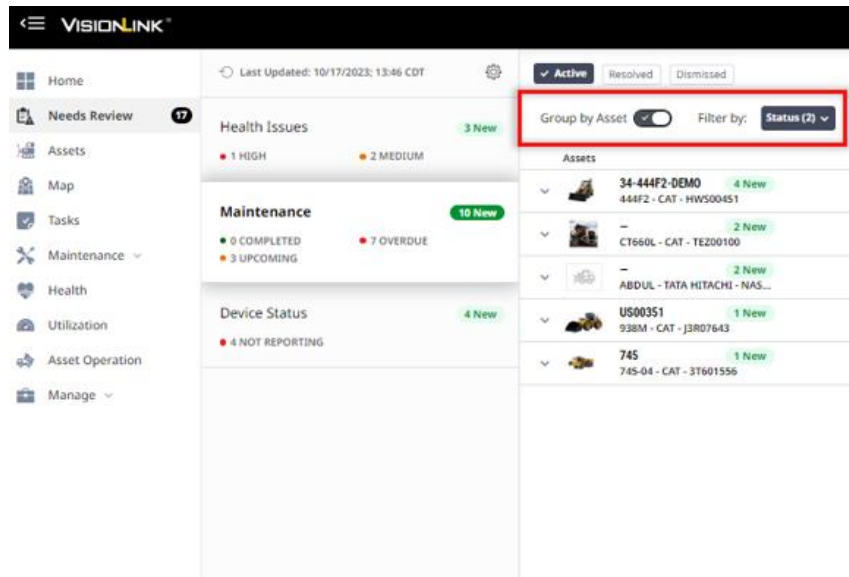 VISIONLINK®
Home
Needs Review 17
Assets
Map
Tasks
Maintenance
Health
Utilization
Asset Operation
Manage
Last Updated: 10/17/2023; 13:46 CDT
Health Issues 3 New
1 HIGH 2 MEDIUM
Maintenance 10 New
0 COMPLETED 7 OVERDUE
3 UPCOMING
Device Status 4 New
4 NOT REPORTING
Active Resolved Dismissed
Group by Asset Filter by: Status (2)
Assets
34-444F2-DEMO 4 New
444F2 - CAT - HWS00451
– 2 New
CT660L - CAT - TEZ00100
– 2 New
ABDUL - TATA HITACHI - NAS...
US00351 1 New
938M - CAT - J3R07643
745 1 New
745-04 - CAT - 3T601556